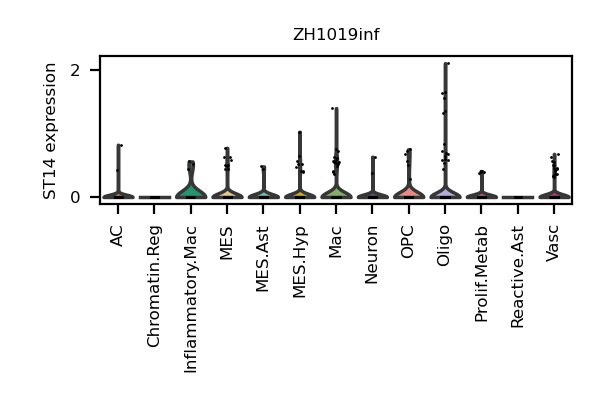 ZH1019inf
ST14 expression
2
0
AC
Chromatin.Reg
Inflammatory.Mac
MES
MES.Ast
MES.Hyp
Mac
Neuron
OPC
Oligo
Prolif.Metab
Reactive.Ast
Vasc